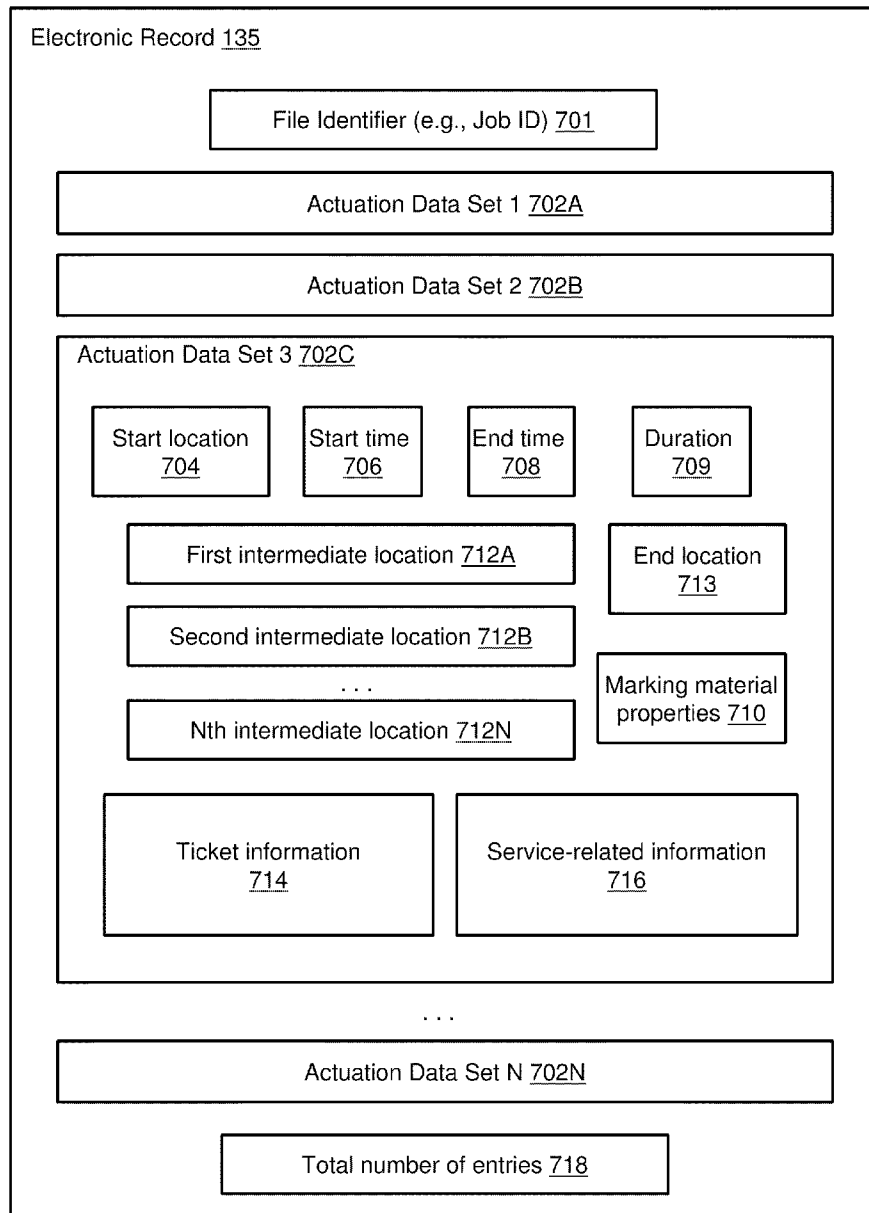 Electronic Record 135
File Identifier (e.g., Job ID) 701
Actuation Data Set 1 702A
Actuation Data Set 2 702B
Actuation Data Set 3 702C
Start location
704
Start time
706
End time
708
Duration
709
First intermediate location 712A
End location
713
Second intermediate location 712B
. . .
Nth intermediate location 712N
Marking material
properties 710
Ticket information
714
Service-related information
716
. . .
Actuation Data Set N 702N
Total number of entries 718